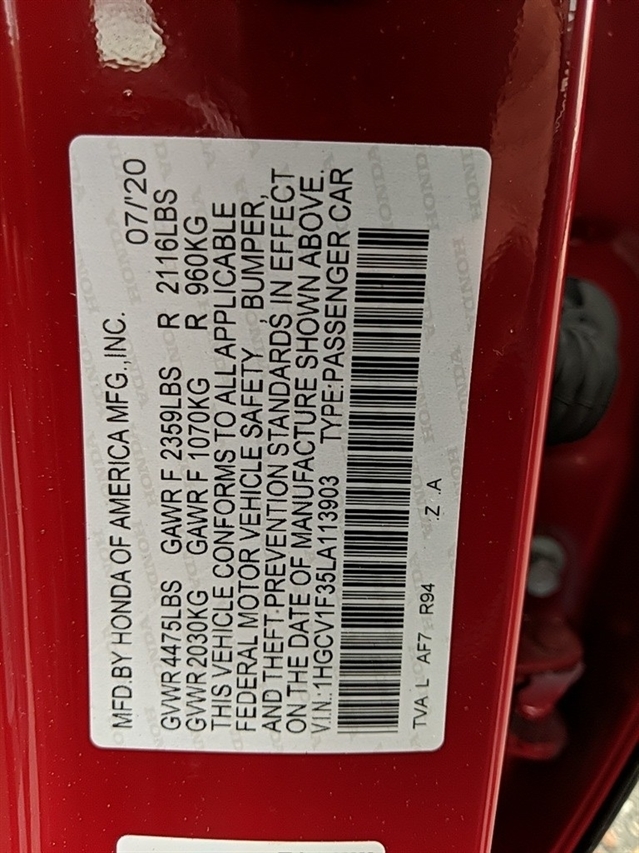 MFD.BY HONDA OF AMERICA MFG.,INC. 07/'20
GVWR 4475LBS GAWR F 2359LBS R 2116LBS
GVWR 2030KG GAWR F 1070KG R 960KG
THIS VEHICLE CONFORMS TO ALL APPLICABLE
FEDERAL MOTOR VEHICLE SAFETY , BUMPER,
AND THEFT PREVENTION STANDARDS IN EFFECT
ON THE DATE OF MANUFACTURE SHOWN ABOVE.
V.I.N.:1HGCV1F35LA113903 TYPE:PASSENGER CAR
TVA L AF7 R94 :Z .A
HONDA